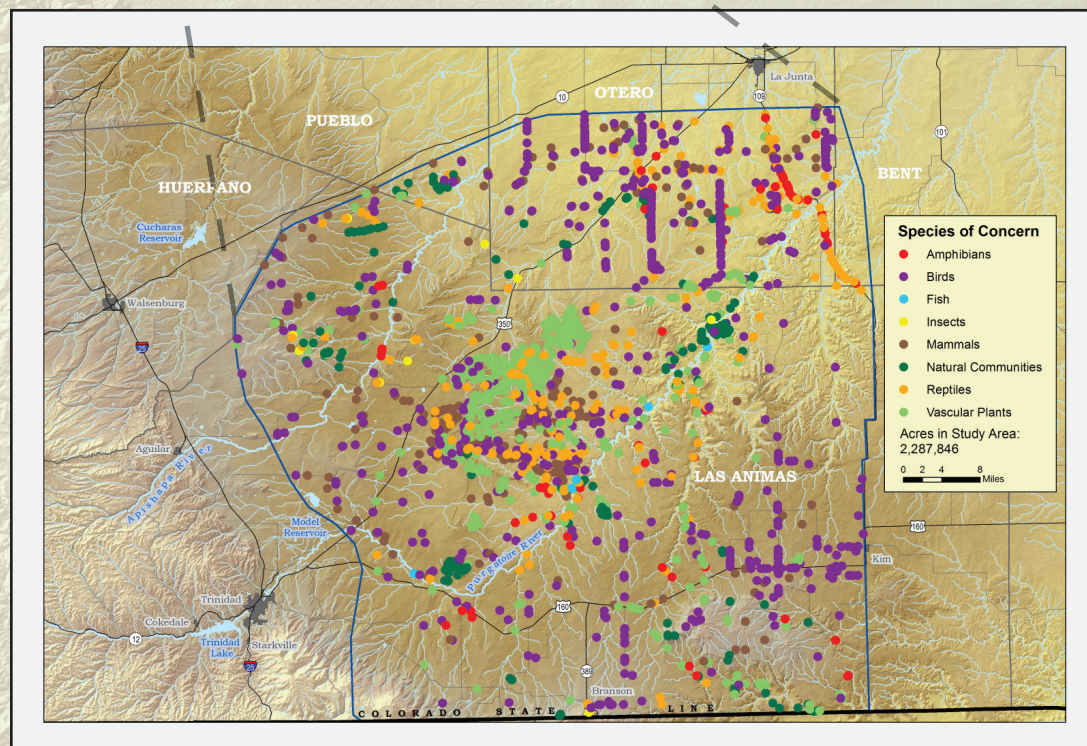 La Junta
OTERO
10
109
PUEBLO
101
BENT
HUERFANO
Cucharas
Reservoir
Species of Concern
Amphibians
Birds
Fish
Insects
Mammals
Natural Communities
Reptiles
Vascular Plants
Acres in Study Area:
2,287,846
0 2 4 8
Miles
Walsenburg
25
350
Aguilar
Apishapa River
LAS ANIMAS
Model
Reservoir
160
Purgatoire River
Kim
Trinidad
160
Cokedale
12
Trinidad
Lake
Starkville
25
389
Branson
COLORADO STATE LINE